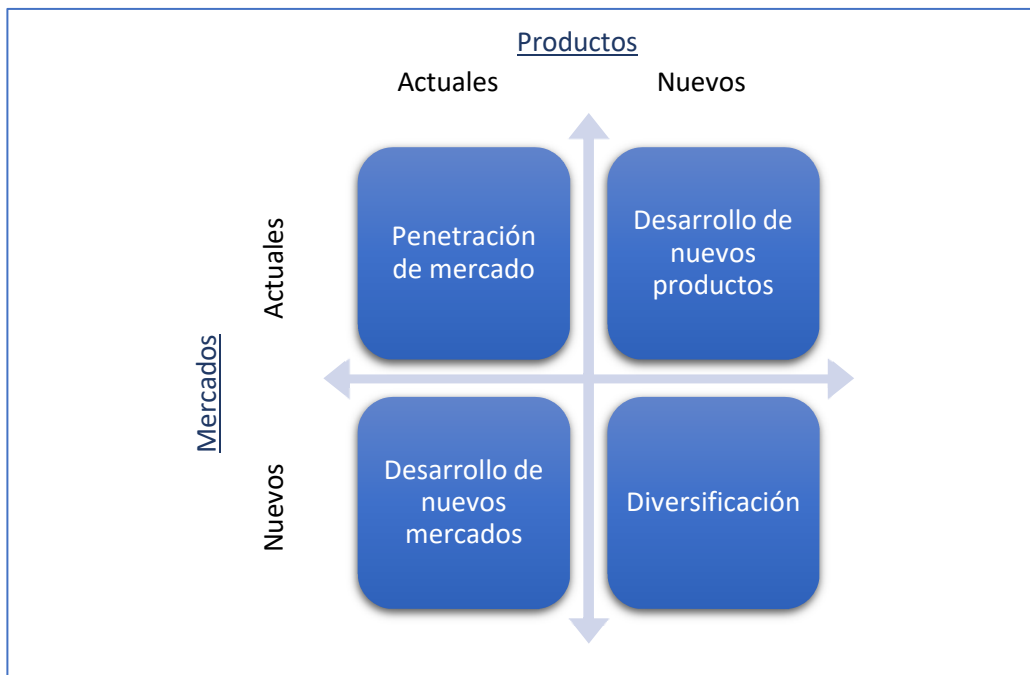 Productos
Actuales
Nuevos
Mercados
Actuales
Penetración
de mercado
Desarrollo de
nuevos
productos
Nuevos
Desarrollo de
nuevos
mercados
Diversificación